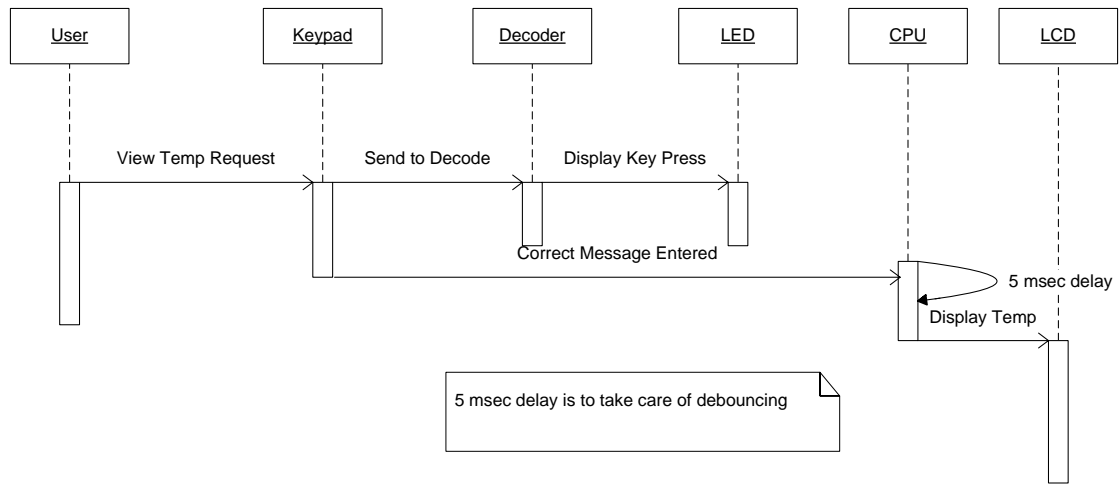 User
Keypad
Decoder
LED
CPU
LCD
View Temp Request
Send to Decode
Display Key Press
Correct Message Entered
5 msec delay
Display Temp
5 msec delay is to take care of debouncing